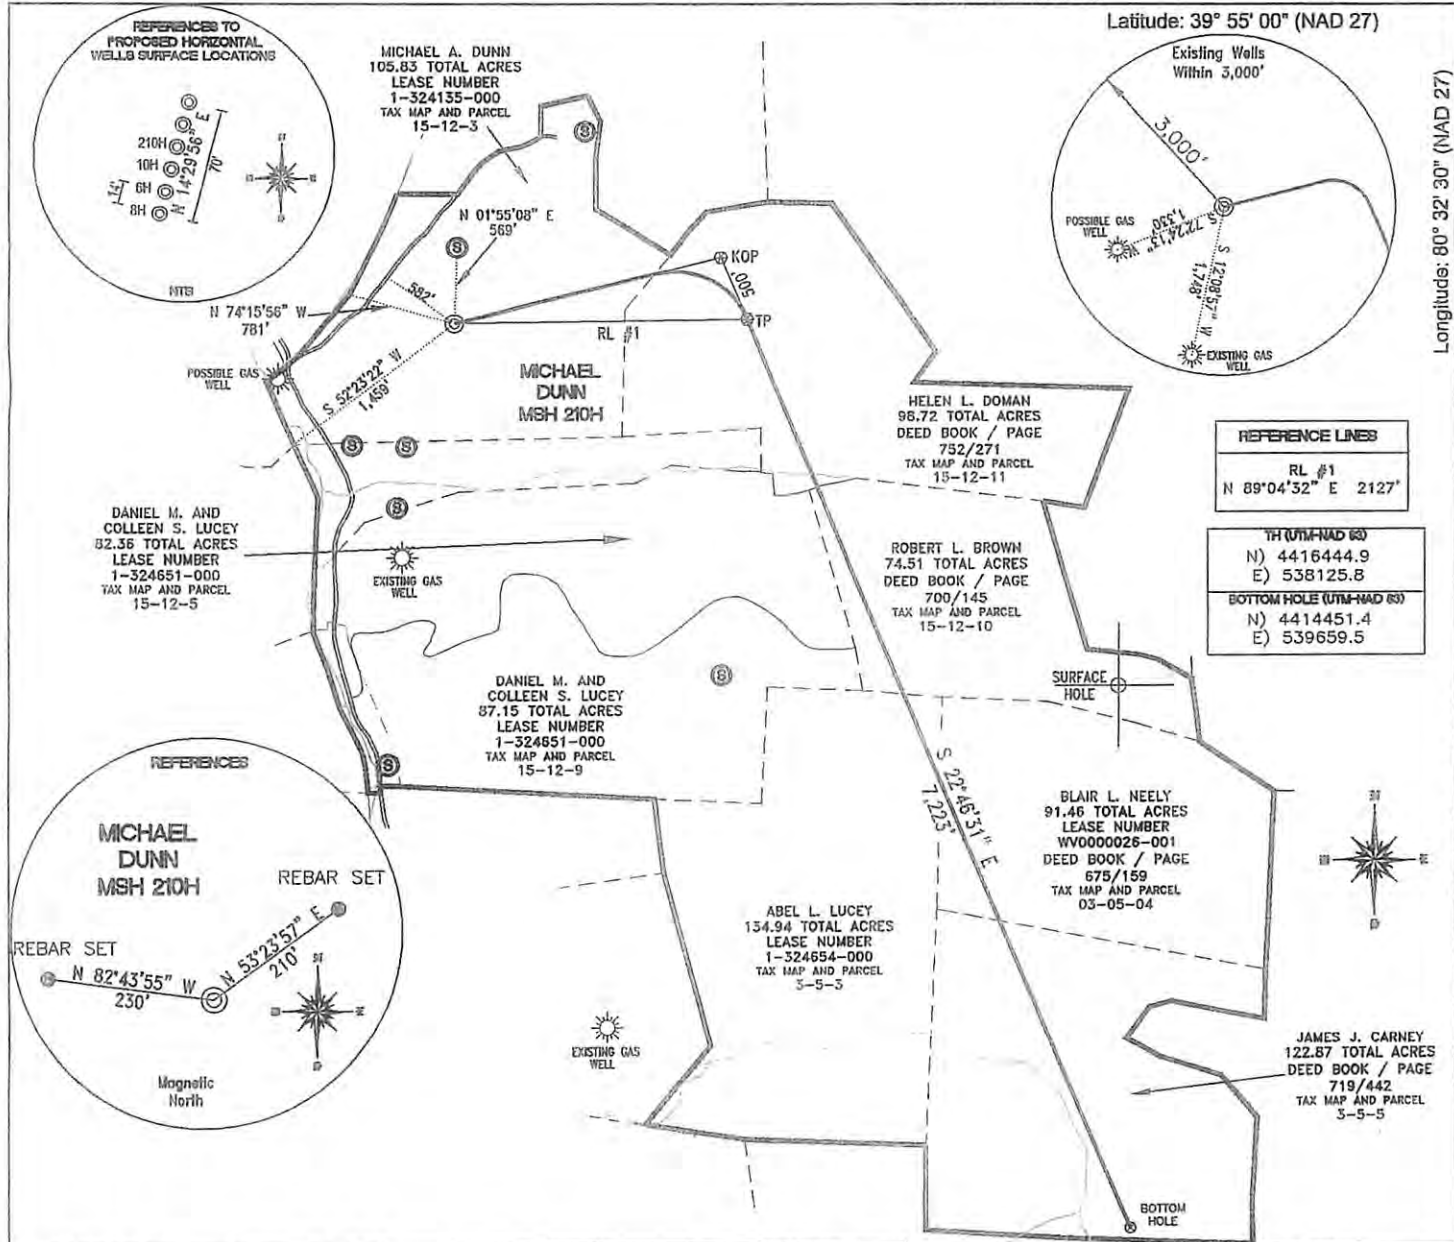 REFERENCES TO
PROPOSED HORIZONTAL
WELLS SURFACE LOCATIONS
210H
10H
6H
8H
14'
N 14°29'56" E
70'
NTS
MICHAEL A. DUNN
105.83 TOTAL ACRES
LEASE NUMBER
1-324135-000
TAX MAP AND PARCEL
15-12-3
Latitude: 39° 55' 00" (NAD 27)
Longitude: 80° 32' 30" (NAD 27)
Existing Wells
Within 3,000'
3,000'
POSSIBLE GAS
WELL
S 72°24'13" W
1,330'
S 12°08'57" W
1,748'
EXISTING GAS
WELL
S
S
N 01°55'08" E
569'
582'
N 74°15'56" W
781'
KOP
500'
TP
RL #1
POSSIBLE GAS
WELL
S 52°23'22" W
1,459'
MICHAEL
DUNN
MSH 210H
S
S
S
HELEN L. DOMAN
98.72 TOTAL ACRES
DEED BOOK / PAGE
752/271
TAX MAP AND PARCEL
15-12-11
REFERENCE LINES
RL #1
N 89°04'32" E 2127'
TH (UTM-NAD 83)
N) 4416444.9
E) 538125.8
BOTTOM HOLE (UTM-NAD 83)
N) 4414451.4
E) 539659.5
DANIEL M. AND
COLLEEN S. LUCEY
82.36 TOTAL ACRES
LEASE NUMBER
1-324651-000
TAX MAP AND PARCEL
15-12-5
EXISTING GAS
WELL
ROBERT L. BROWN
74.51 TOTAL ACRES
DEED BOOK / PAGE
700/145
TAX MAP AND PARCEL
15-12-10
SURFACE
HOLE
S
S
DANIEL M. AND
COLLEEN S. LUCEY
87.15 TOTAL ACRES
LEASE NUMBER
1-324651-000
TAX MAP AND PARCEL
15-12-9
S 22°46'31" E
7,223'
BLAIR L. NEELY
91.46 TOTAL ACRES
LEASE NUMBER
WV0000026-001
DEED BOOK / PAGE
675/159
TAX MAP AND PARCEL
03-05-04
REFERENCES
MICHAEL
DUNN
MSH 210H
REBAR SET
REBAR SET
N 53°23'57" E
210'
N 82°43'55" W
230'
Magnetic
North
ABEL L. LUCEY
134.94 TOTAL ACRES
LEASE NUMBER
1-324654-000
TAX MAP AND PARCEL
3-5-3
EXISTING GAS
WELL
JAMES J. CARNEY
122.87 TOTAL ACRES
DEED BOOK / PAGE
719/442
TAX MAP AND PARCEL
3-5-5
BOTTOM
HOLE